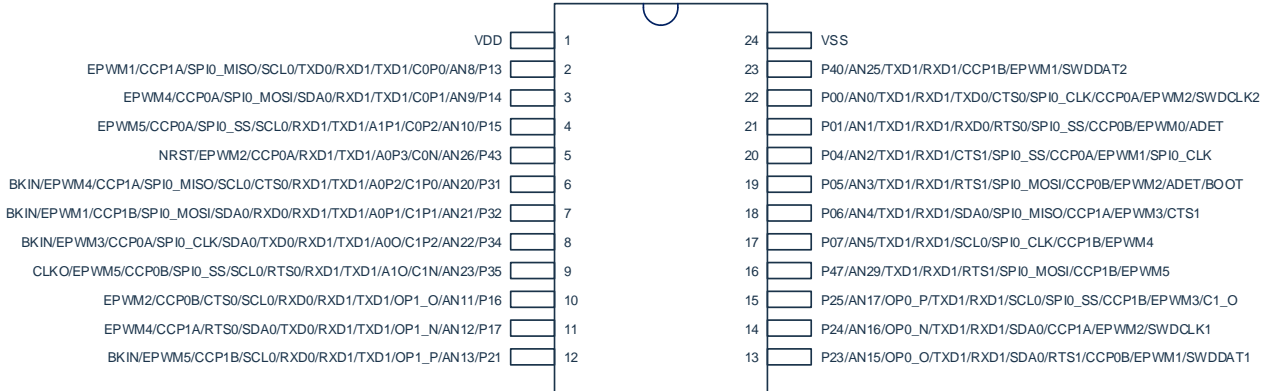 VDD 1 24 VSS
EPWM1/CCP1A/SPI0_MISO/SCL0/TXD0/RXD1/TXD1/C0P0/AN8/P13 2 23 P40/AN25/TXD1/RXD1/CCP1B/EPWM1/SWDDAT2
EPWM4/CCP0A/SPI0_MOSI/SDA0/RXD1/TXD1/C0P1/AN9/P14 3 22 P00/AN0/TXD1/RXD1/TXD0/CTS0/SPI0_CLK/CCP0A/EPWM2/SWDCLK2
EPWM5/CCP0A/SPI0_SS/SCL0/RXD1/TXD1/A1P1/C0P2/AN10/P15 4 21 P01/AN1/TXD1/RXD1/RXD0/RTS0/SPI0_SS/CCP0B/EPWM0/ADET
NRST/EPWM2/CCP0A/RXD1/TXD1/A0P3/C0N/AN26/P43 5 20 P04/AN2/TXD1/RXD1/CTS1/SPI0_SS/CCP0A/EPWM1/SPI0_CLK
BKIN/EPWM4/CCP1A/SPI0_MISO/SCL0/CTS0/RXD1/TXD1/A0P2/C1P0/AN20/P31 6 19 P05/AN3/TXD1/RXD1/RTS1/SPI0_MOSI/CCP0B/EPWM2/ADET/BOOT
BKIN/EPWM1/CCP1B/SPI0_MOSI/SDA0/RXD0/RXD1/TXD1/A0P1/C1P1/AN21/P32 7 18 P06/AN4/TXD1/RXD1/SDA0/SPI0_MISO/CCP1A/EPWM3/CTS1
BKIN/EPWM3/CCP0A/SPI0_CLK/SDA0/TXD0/RXD1/TXD1/A0O/C1P2/AN22/P34 8 17 P07/AN5/TXD1/RXD1/SCL0/SPI0_CLK/CCP1B/EPWM4
CLKO/EPWM5/CCP0B/SPI0_SS/SCL0/RTS0/RXD1/TXD1/A1O/C1N/AN23/P35 9 16 P47/AN29/TXD1/RXD1/RTS1/SPI0_MOSI/CCP1B/EPWM5
EPWM2/CCP0B/CTS0/SCL0/RXD0/RXD1/TXD1/OP1_O/AN11/P16 10 15 P25/AN17/OP0_P/TXD1/RXD1/SCL0/SPI0_SS/CCP1B/EPWM3/C1_O
EPWM4/CCP1A/RTS0/SDA0/TXD0/RXD1/TXD1/OP1_N/AN12/P17 11 14 P24/AN16/OP0_N/TXD1/RXD1/SDA0/CCP1A/EPWM2/SWDCLK1
BKIN/EPWM5/CCP1B/SCL0/RXD0/RXD1/TXD1/OP1_P/AN13/P21 12 13 P23/AN15/OP0_O/TXD1/RXD1/SDA0/RTS1/CCP0B/EPWM1/SWDDAT1